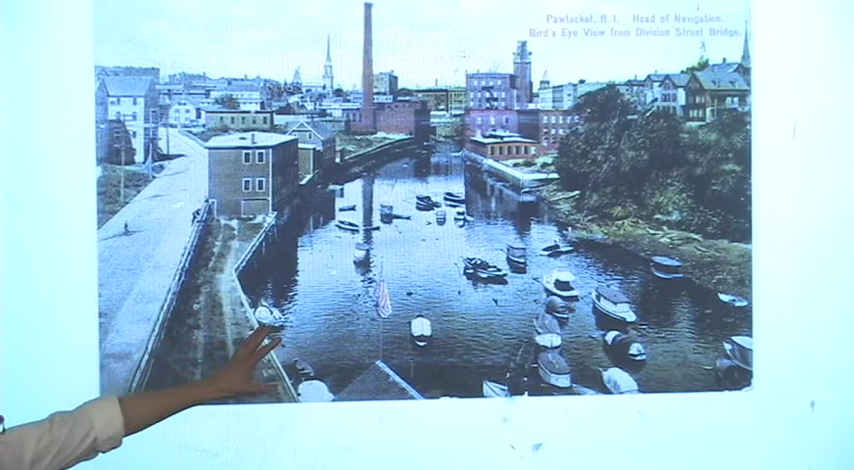 Pawtucket, R. I. Head of Navigation.
Bird's Eye View from Division Street Bridge.